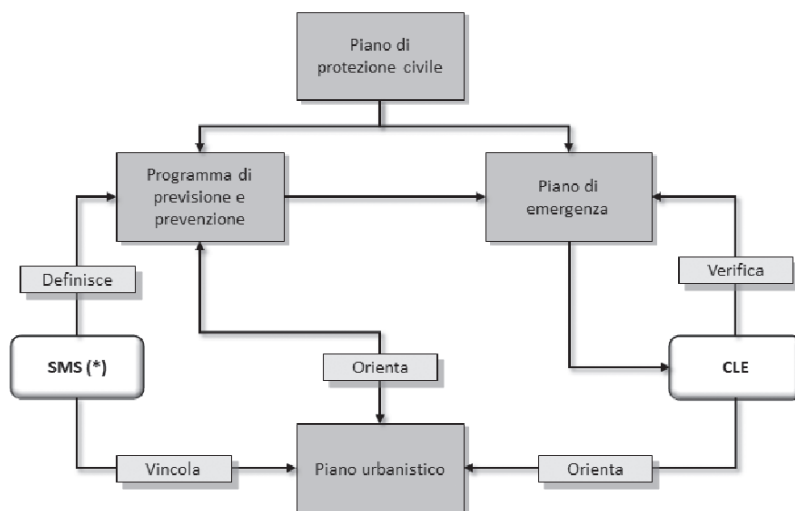 Piano di
protezione civile
Programma di
previsione e
prevenzione
Piano di
emergenza
Definisce
Verifica
SMS (*)
Orienta
CLE
Vincola
Piano urbanistico
Orienta